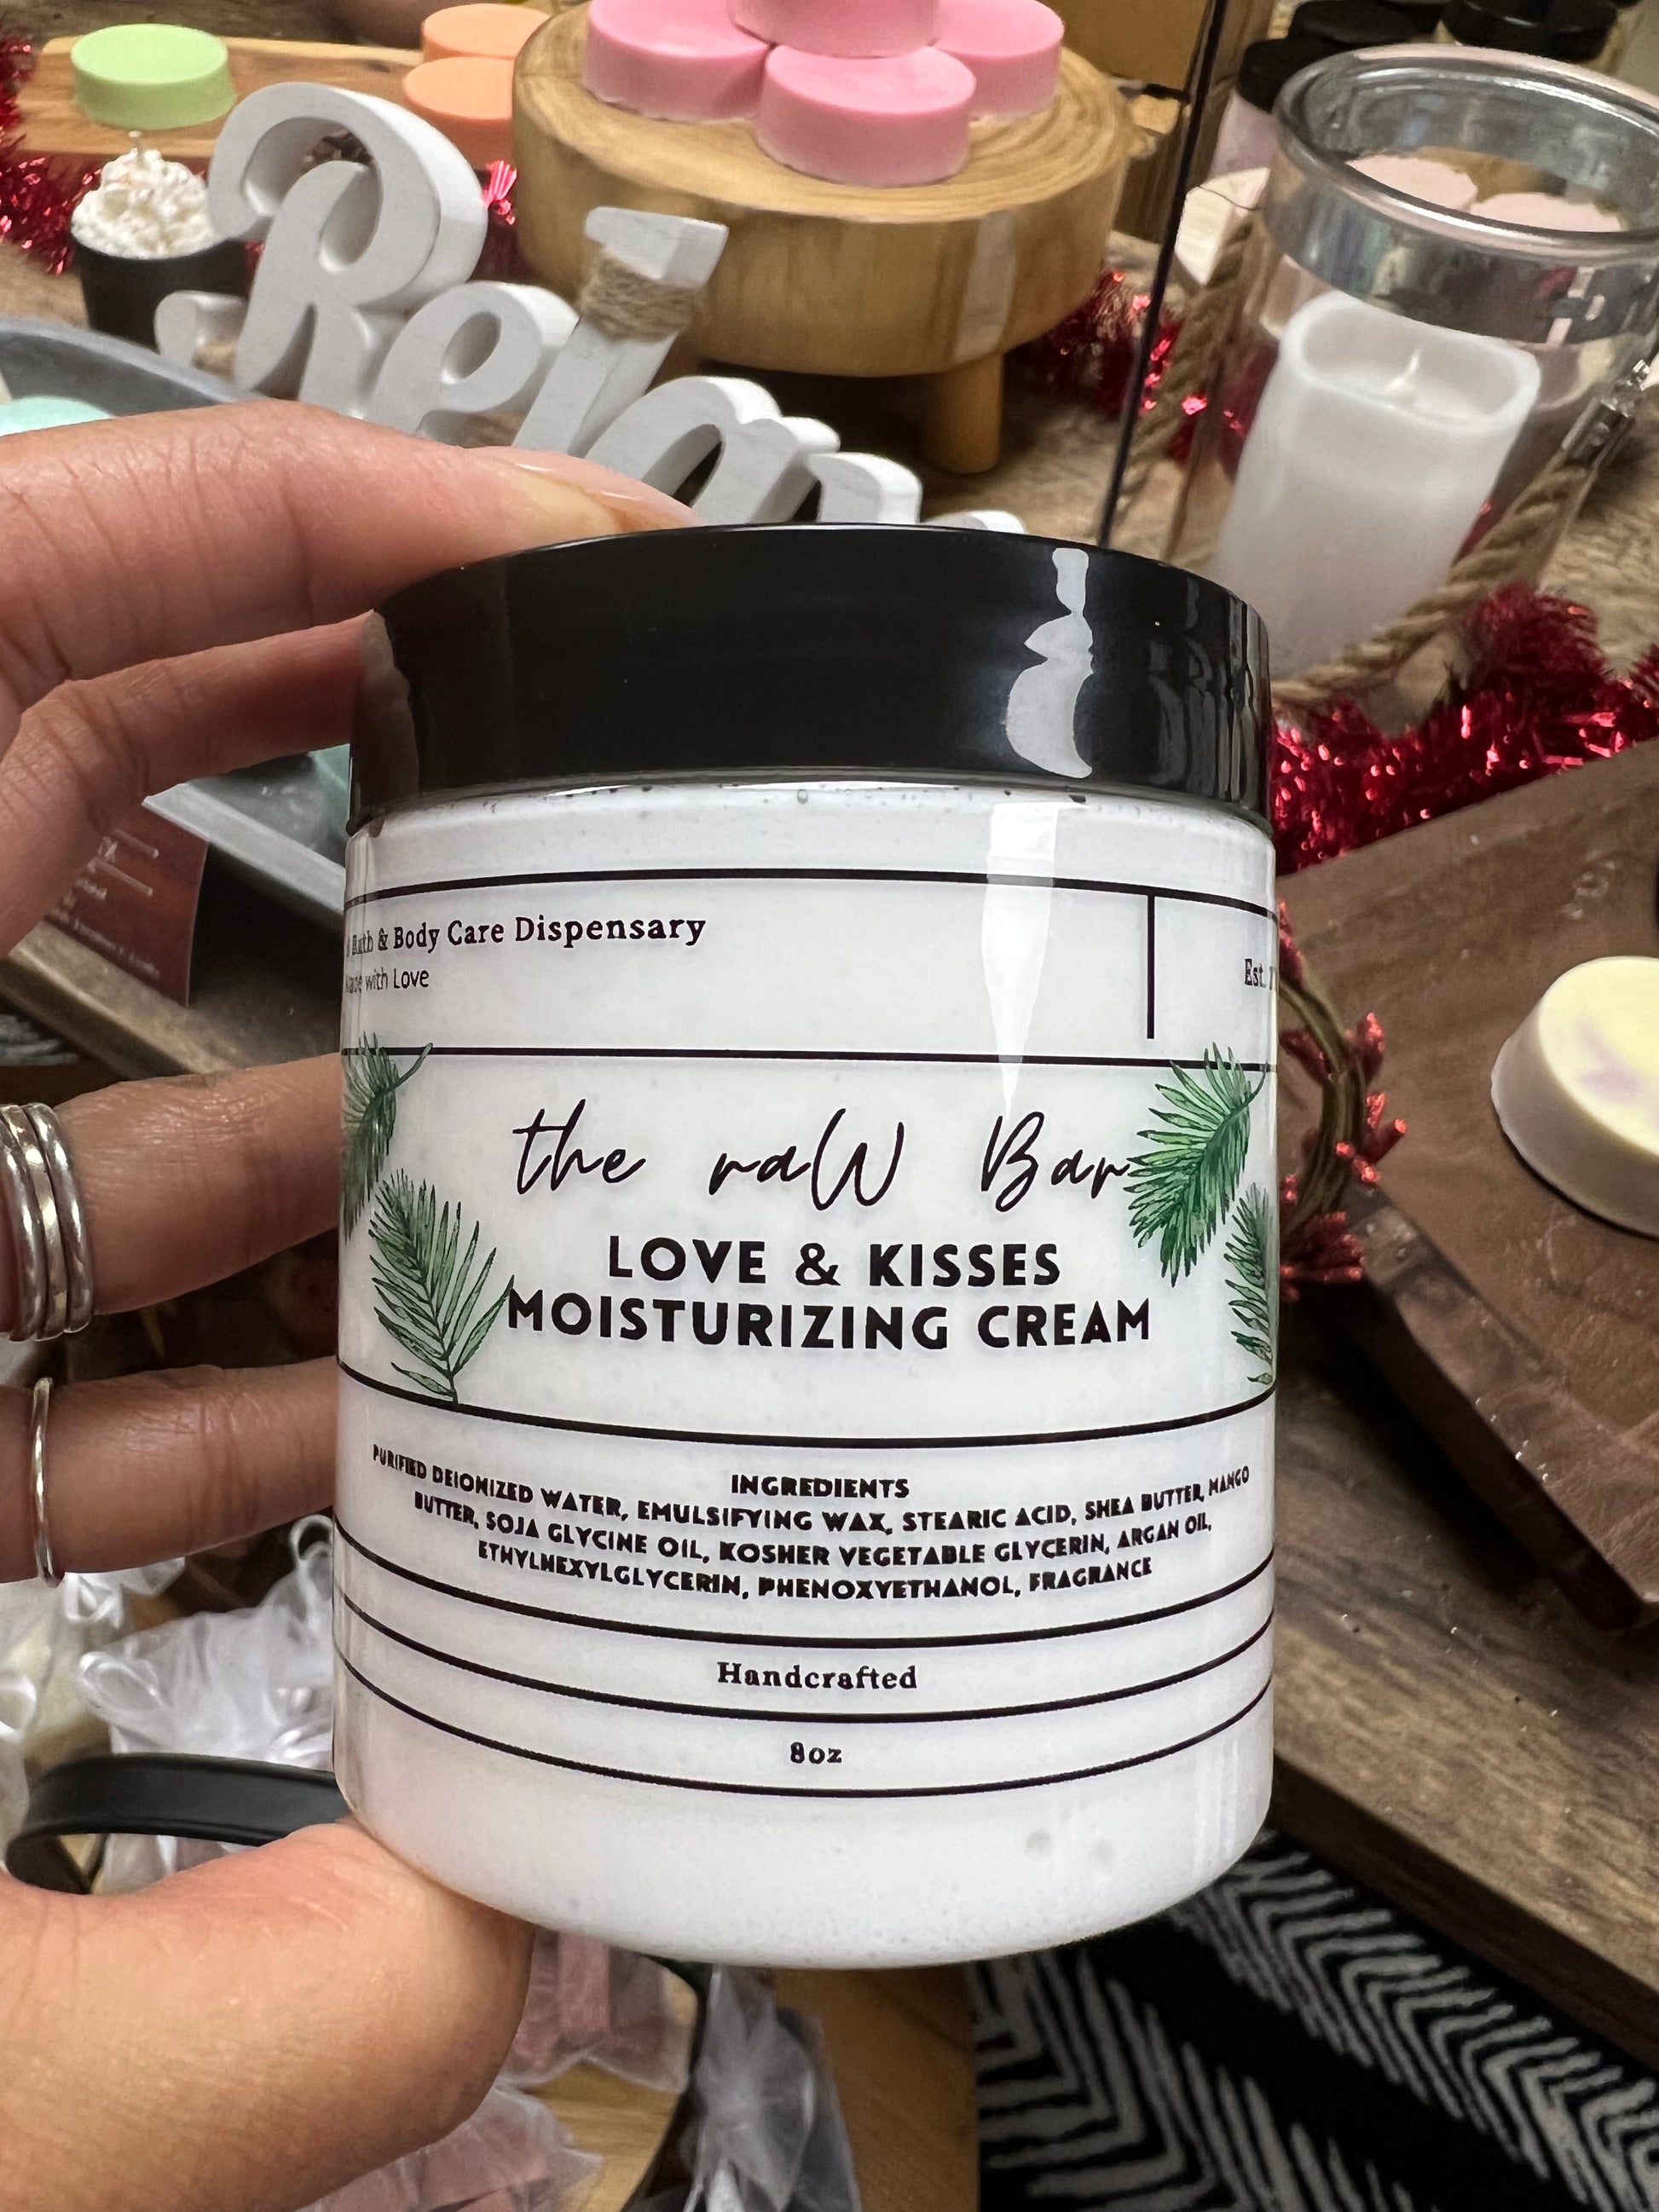 Relax
Bath & Body Care Dispensary
Made with Love
Est.
the raW Bar
LOVE & KISSES
MOISTURIZING CREAM
INGREDIENTS
PURIFIED DEIONIZED WATER, EMULSIFYING WAX, STEARIC ACID, SHEA BUTTER, MANGO
BUTTER, SOJA GLYCINE OIL, KOSHER VEGETABLE GLYCERIN, ARGAN OIL,
ETHYLHEXYLGLYCERIN, PHENOXYETHANOL, FRAGRANCE
Handcrafted
8oz